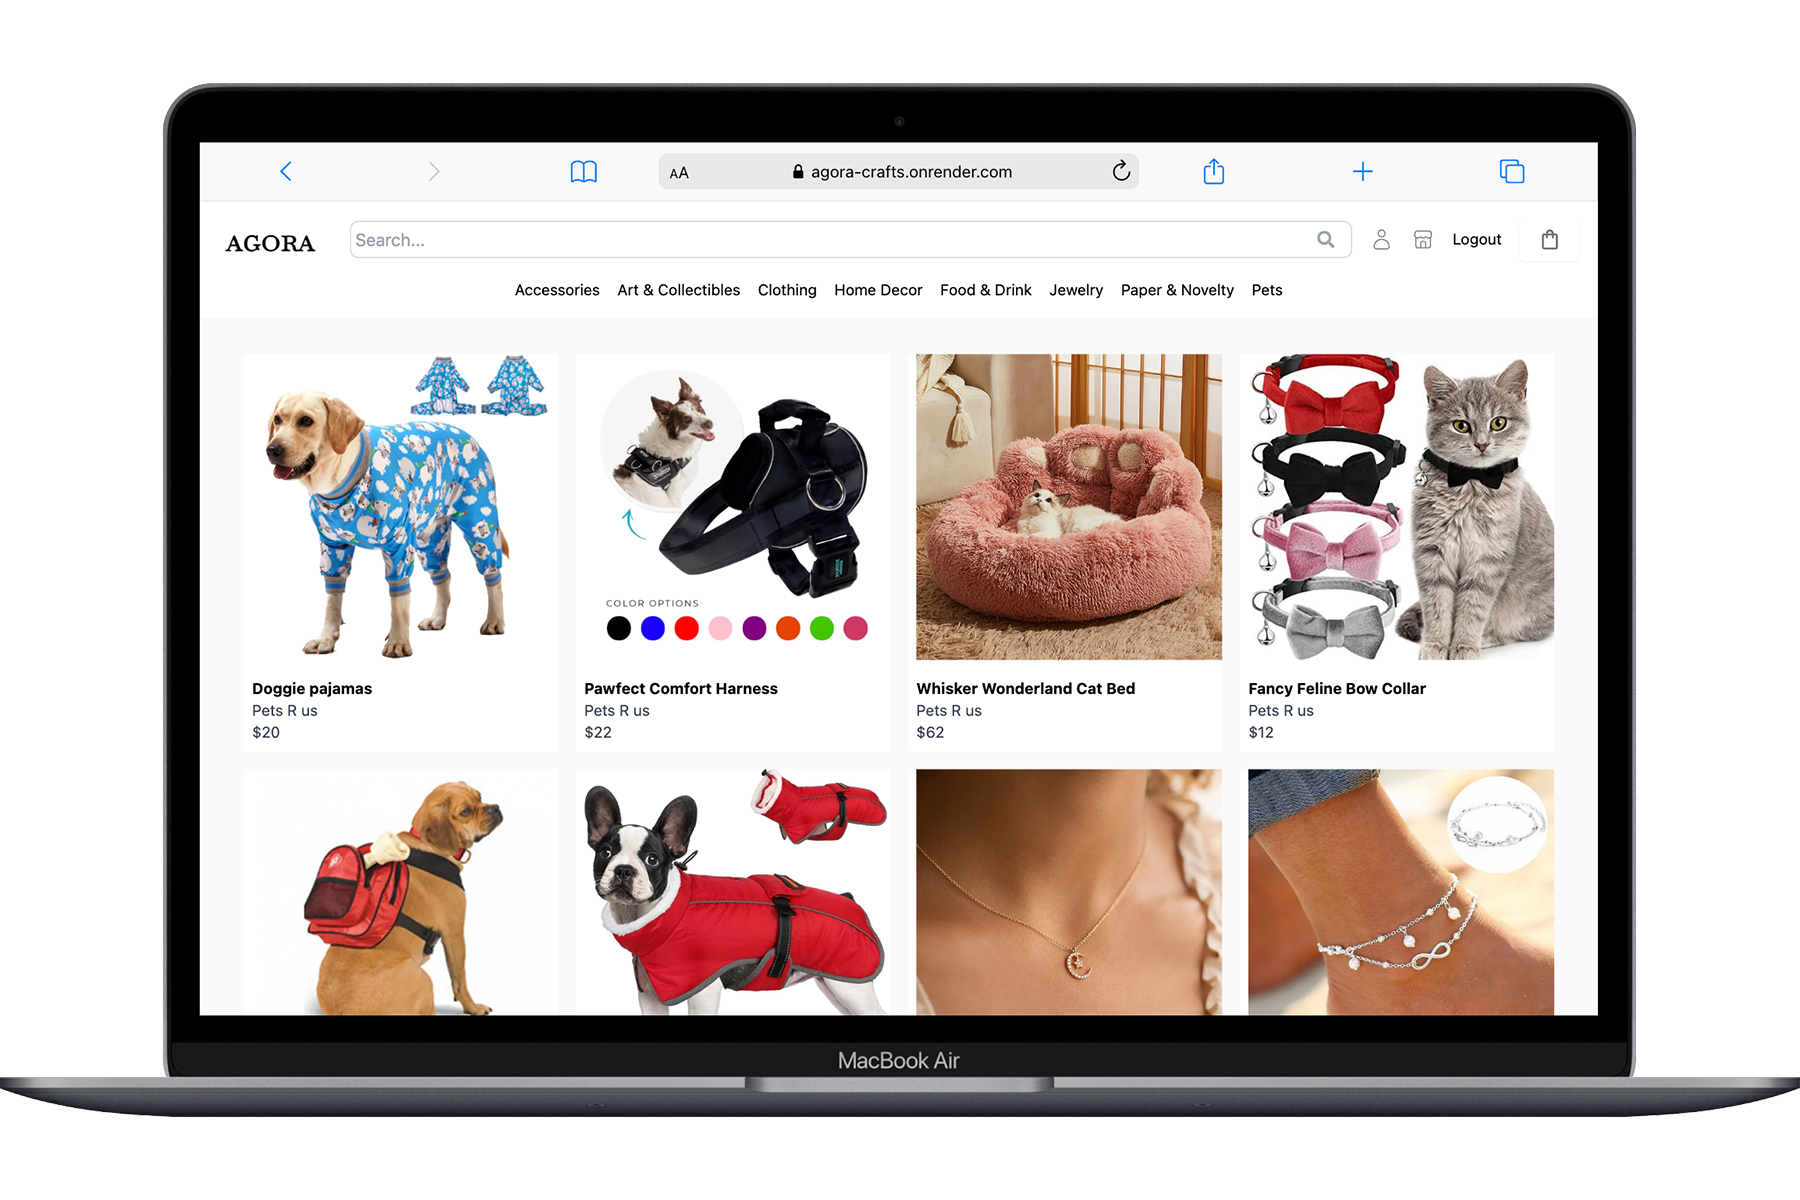 AA
agora-crafts.onrender.com
AGORA
Search...
Logout
Accessories Art & Collectibles Clothing Home Decor Food & Drink Jewelry Paper & Novelty Pets
COLOR OPTIONS
Doggie pajamas
Pets R us
$20
Pawfect Comfort Harness
Pets R us
$22
Whisker Wonderland Cat Bed
Pets R us
$62
Fancy Feline Bow Collar
Pets R us
$12
MacBook Air